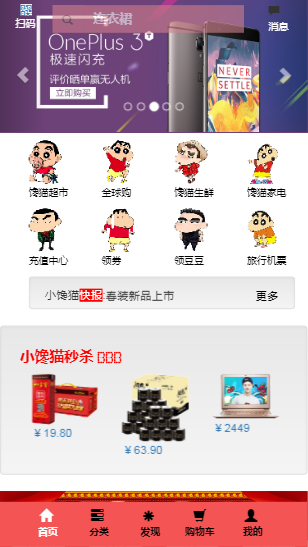 扫码
连衣裙
消息
OnePlus 3T
极速闪充
评价晒单赢无人机
立即购买
NEVER
SETTLE
馋猫超市
全球购
馋猫生鲜
馋猫家电
充值中心
领券
领豆豆
旅行机票
小馋猫快报:春装新品上市
更多
小馋猫秒杀
¥ 19.80
¥ 63.90
¥ 2449
首页
分类
发现
购物车
我的